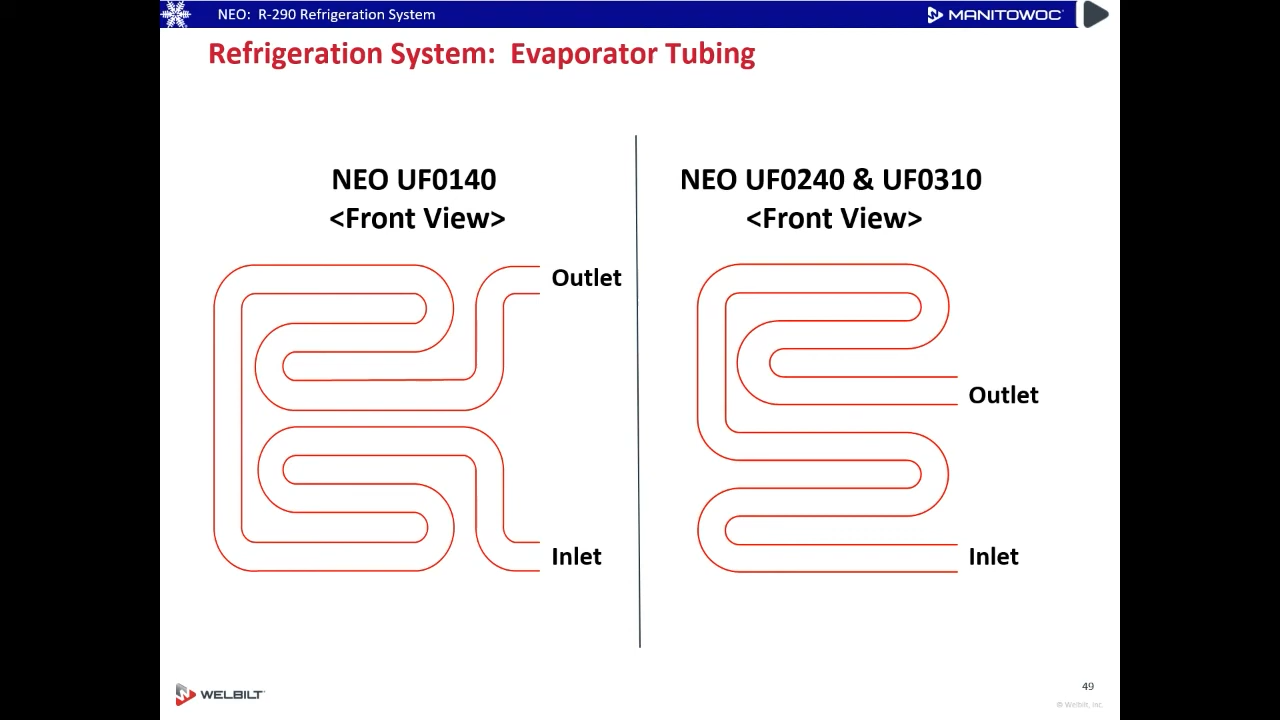 NEO: R-290 Refrigeration System
MANITOWOC
Refrigeration System: Evaporator Tubing
NEO UF0140
<Front View>
Outlet
Inlet
NEO UF0240 & UF0310
<Front View>
Outlet
Inlet
WELBILT
49
© Welbilt, Inc.